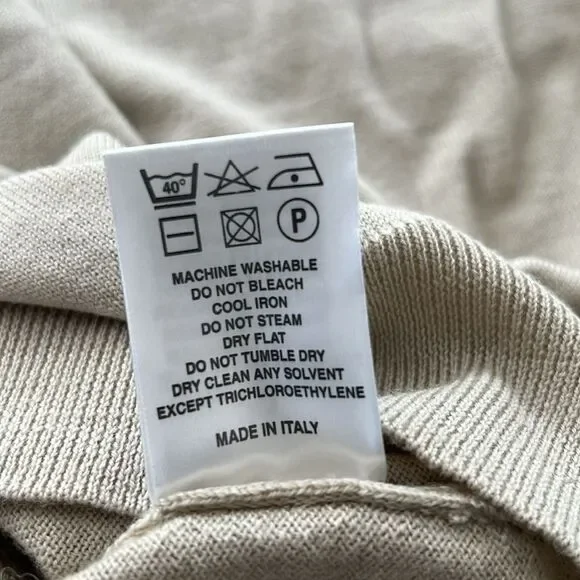 40°
P
MACHINE WASHABLE
DO NOT BLEACH
COOL IRON
DO NOT STEAM
DRY FLAT
DO NOT TUMBLE DRY
DRY CLEAN ANY SOLVENT
EXCEPT TRICHLOROETHYLENE
MADE IN ITALY